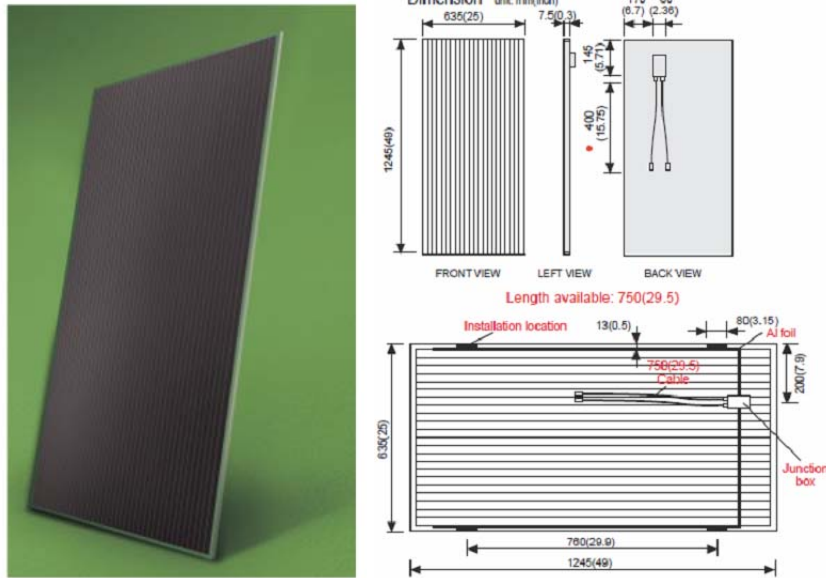 Dimension unit: mm(inch)
635(25)
7.5(0.3)
(6.7) (2.36)
1245(49)
145
(5.71)
400
(15.75)
FRONT VIEW
LEFT VIEW
BACK VIEW
Length available: 750(29.5)
Installation location
13(0.5)
80(3.15)
Al foil
750(29.5)
Cable
200(7.9)
635(25)
Junction
box
760(29.9)
1245(49)